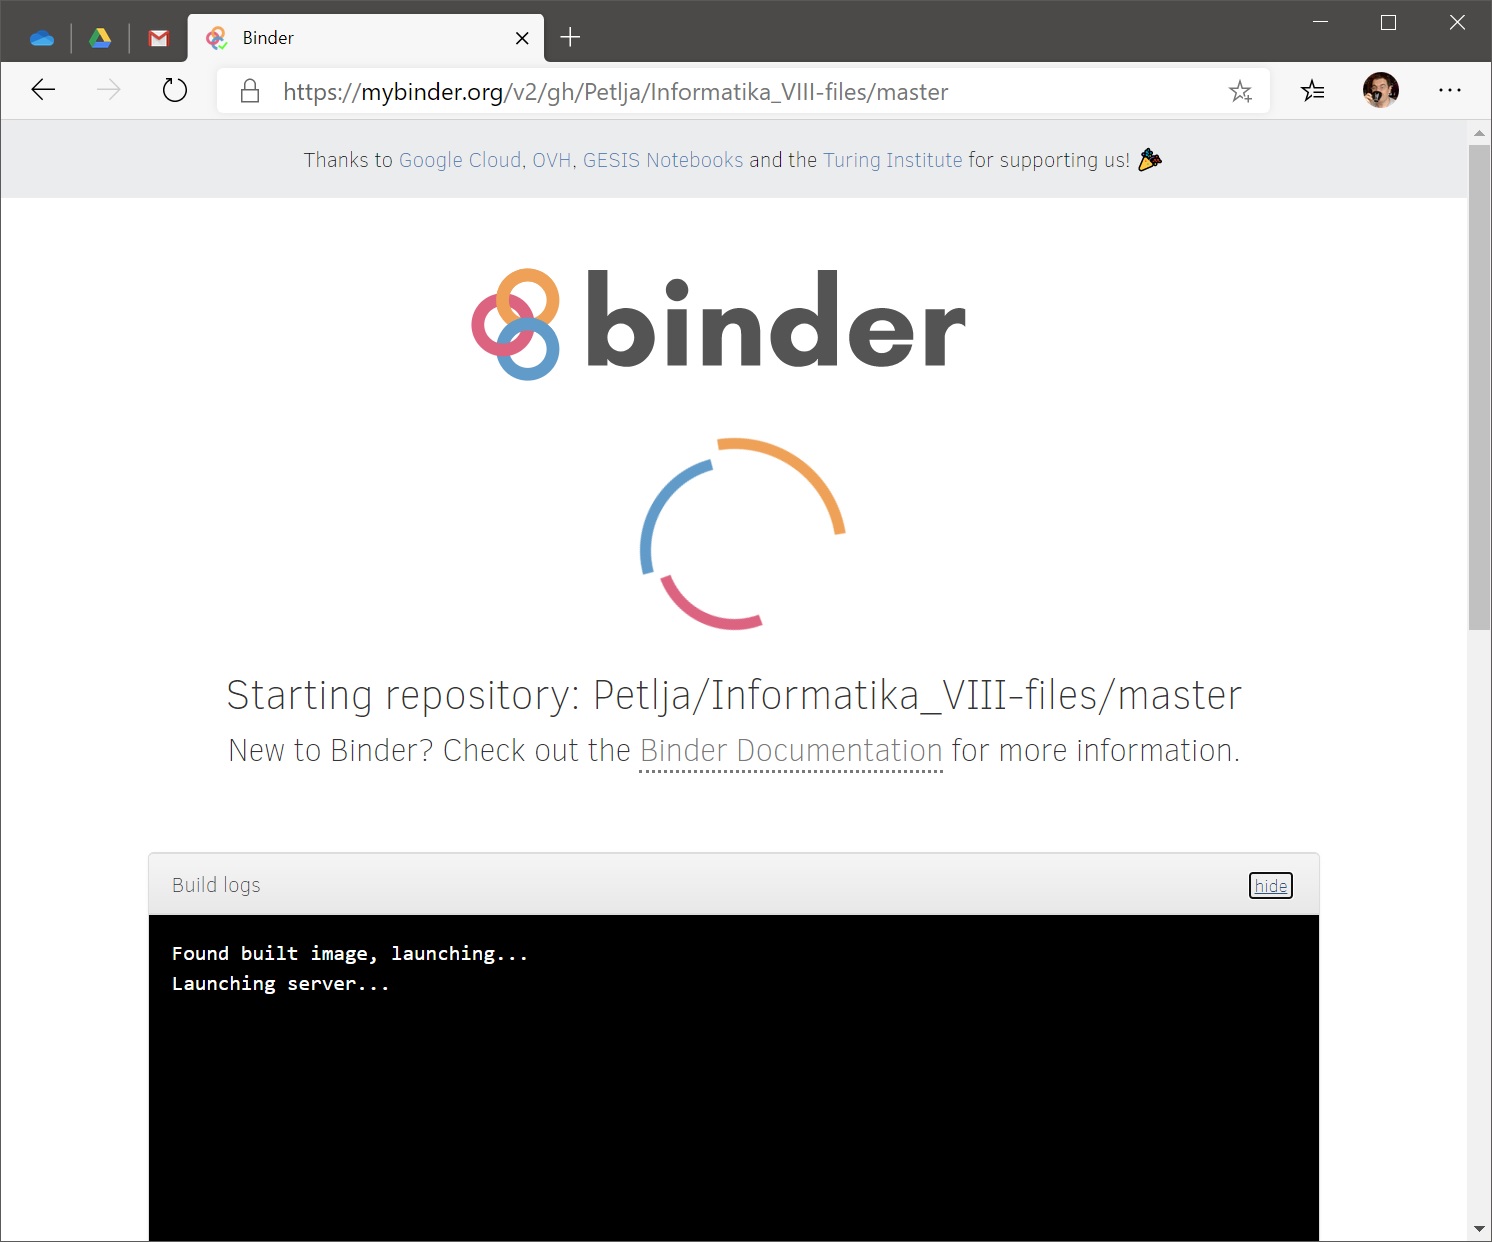 Binder
https://mybinder.org/v2/gh/Petlja/Informatika_VIII-files/master
Thanks to Google Cloud, OVH, GESIS Notebooks and the Turing Institute for supporting us! 🎉
binder
Starting repository: Petlja/Informatika_VIII-files/master
New to Binder? Check out the Binder Documentation for more information.
Build logs
hide
Found built image, launching...
Launching server...